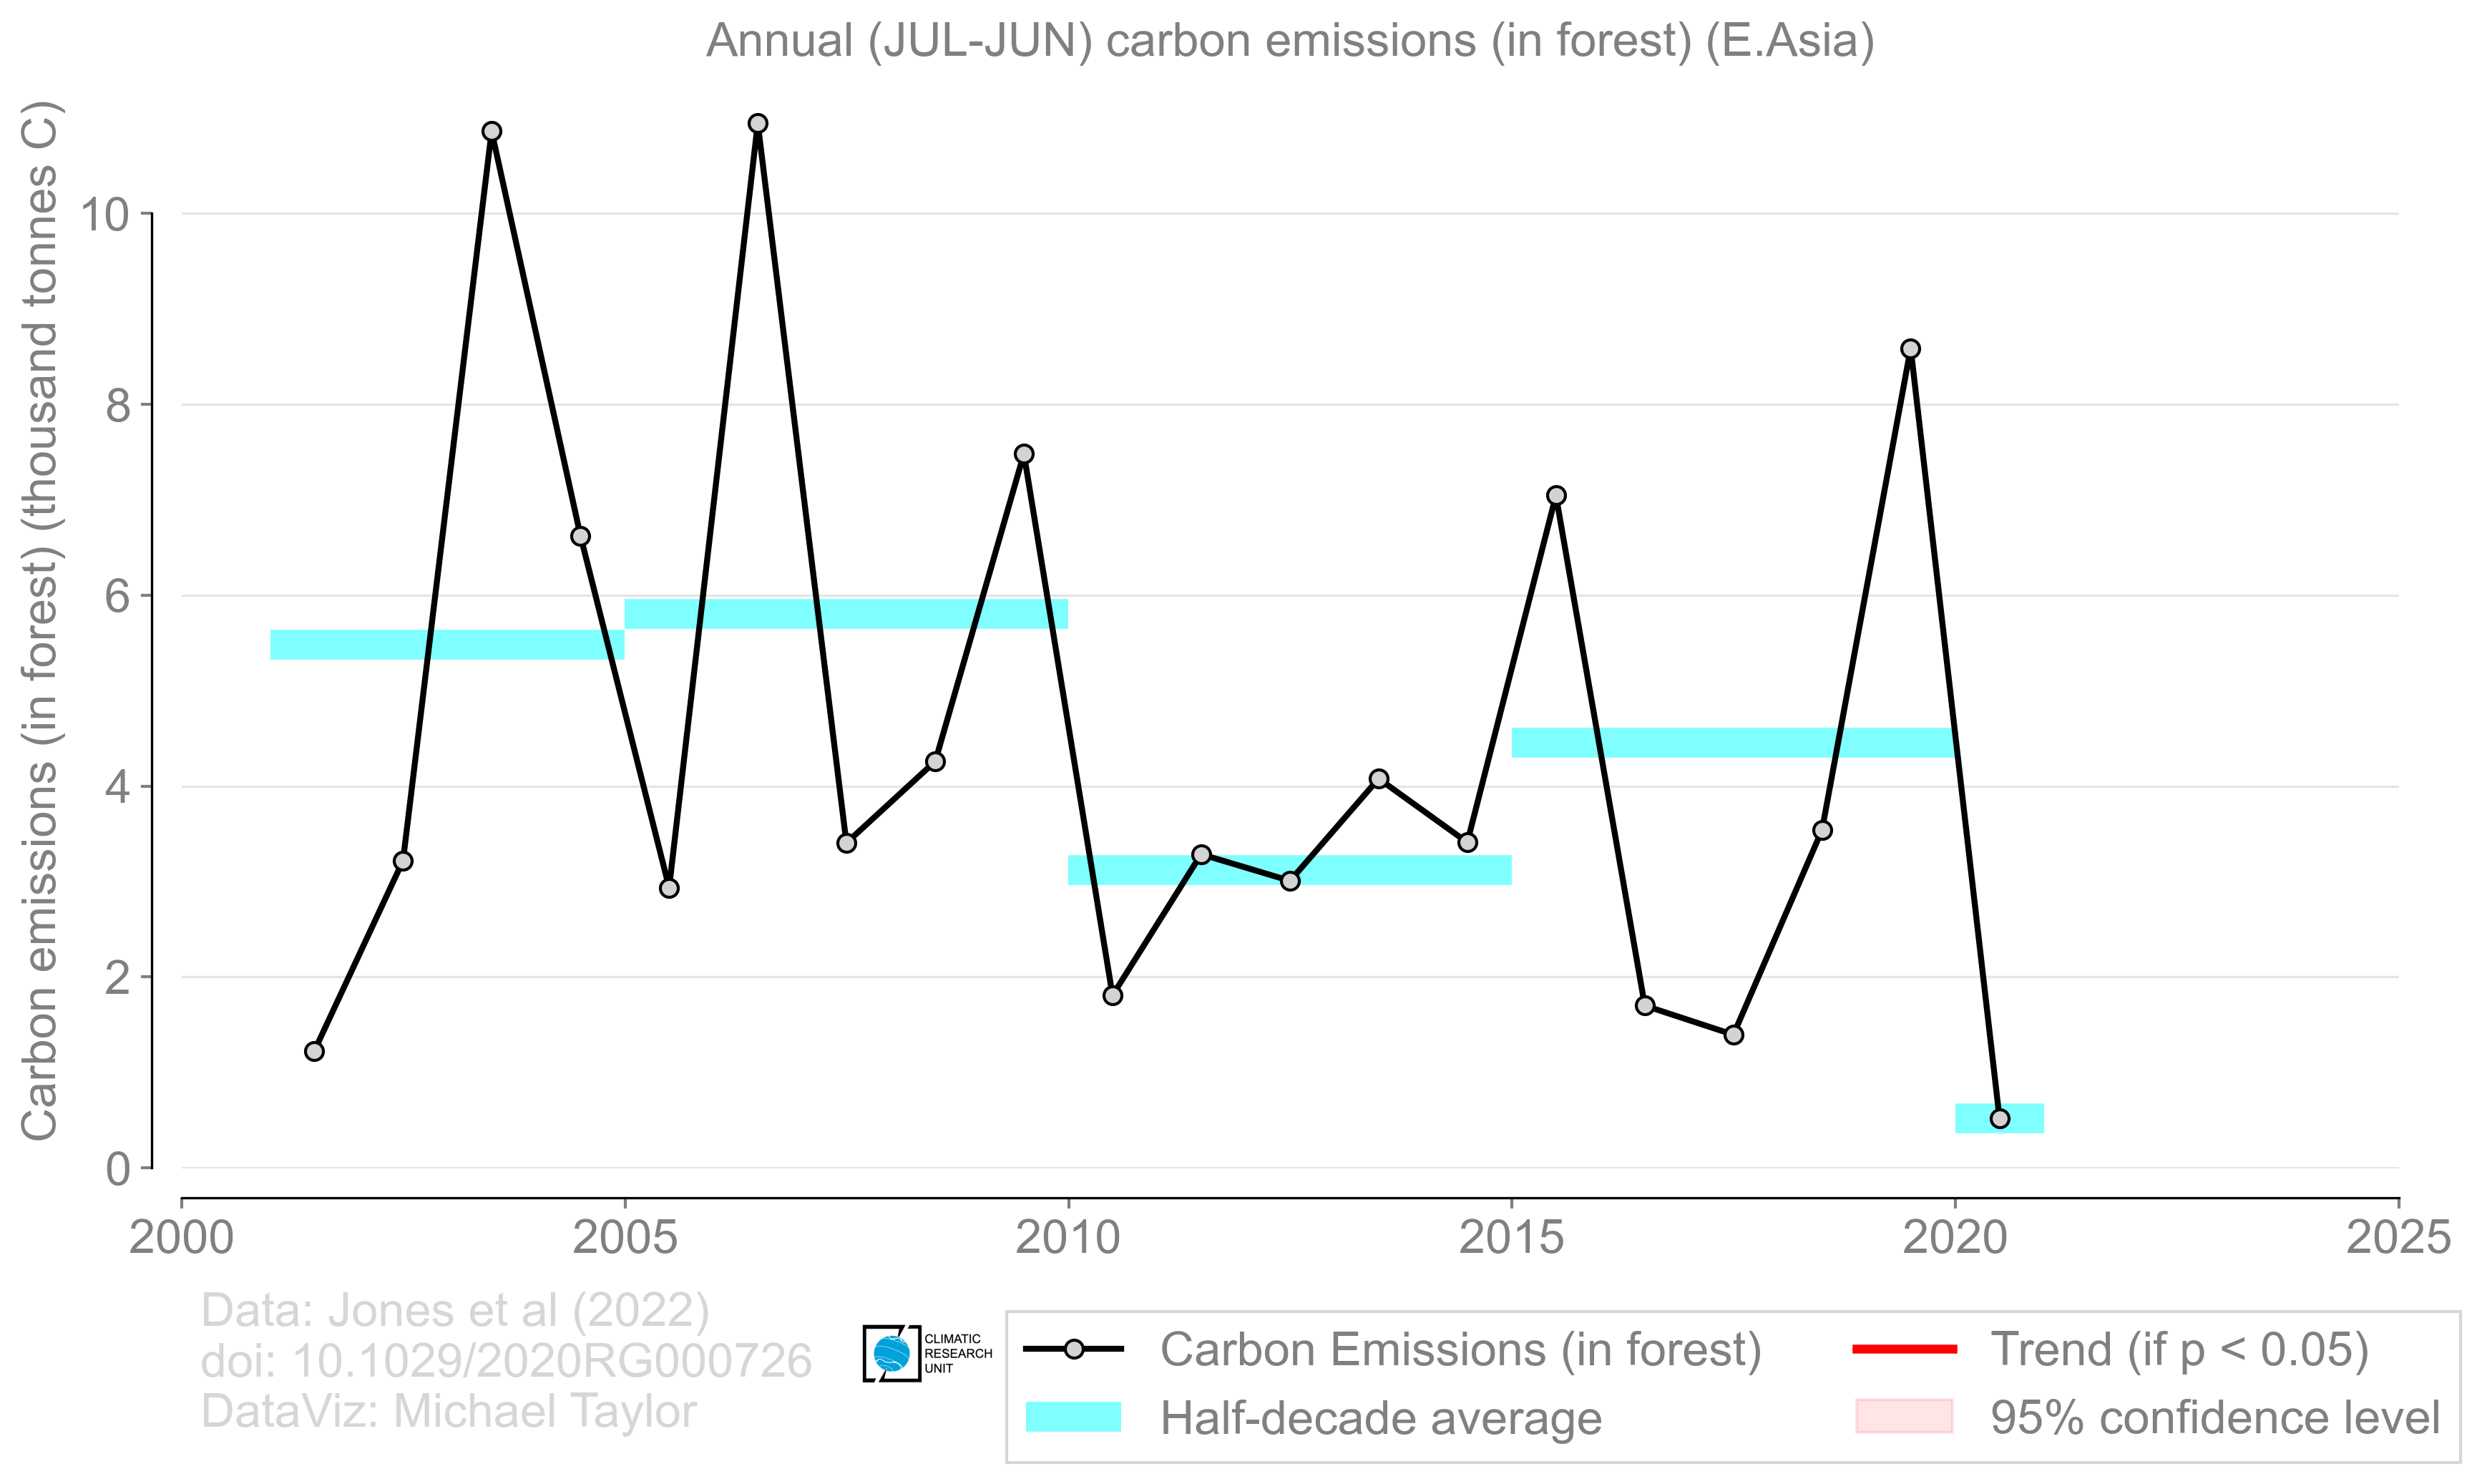 Annual (JUL-JUN) carbon emissions (in forest) (E.Asia)
Carbon emissions (in forest) (thousand tonnes C)
10
8
6
4
2
0
2000
2005
2010
2015
2020
2025
Data: Jones et al (2022)
doi: 10.1029/2020RG000726
DataViz: Michael Taylor
CLIMATIC
RESEARCH
UNIT
Carbon Emissions (in forest)
Half-decade average
Trend (if p < 0.05)
95% confidence level